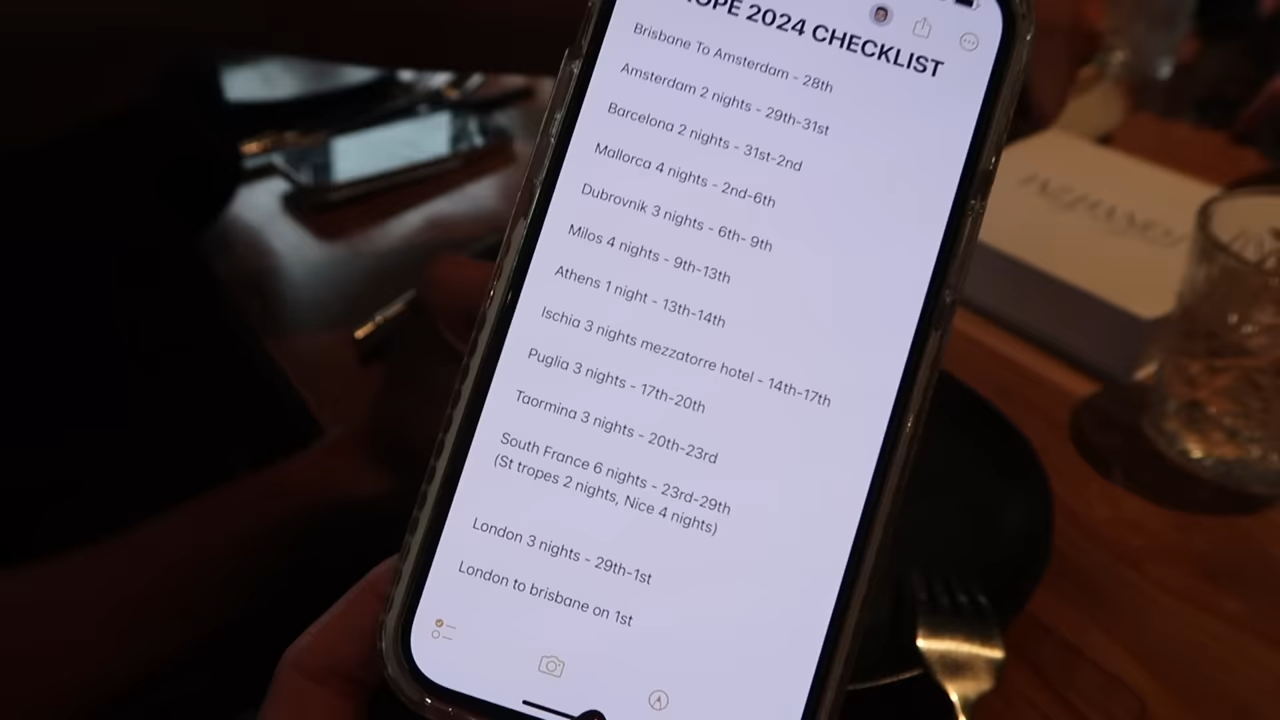 OPE 2024 CHECKLIST
Brisbane To Amsterdam - 28th
Amsterdam 2 nights - 29th-31st
Barcelona 2 nights - 31st-2nd
Mallorca 4 nights - 2nd-6th
Dubrovnik 3 nights - 6th- 9th
Milos 4 nights - 9th-13th
Athens 1 night - 13th-14th
Ischia 3 nights mezzatorre hotel - 14th-17th
Puglia 3 nights - 17th-20th
Taormina 3 nights - 20th-23rd
South France 6 nights - 23rd-29th
(St tropes 2 nights, Nice 4 nights)
London 3 nights - 29th-1st
London to brisbane on 1st